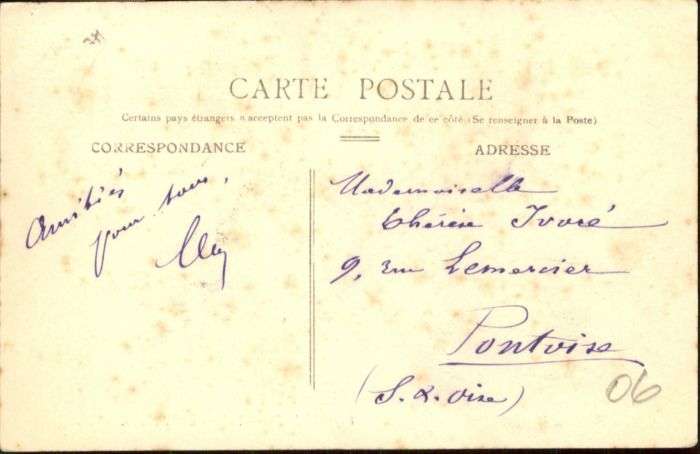 CARTE POSTALE
Certains pays étrangers n'acceptent pas la Correspondance de ce côté (Se renseigner à la Poste)
CORRESPONDANCE
Amitiés
pour tous,
ADRESSE
Mademoiselle
Thérèse Ivoré
9, rue Lemercier
Pontoise
(S. & Oise)
06